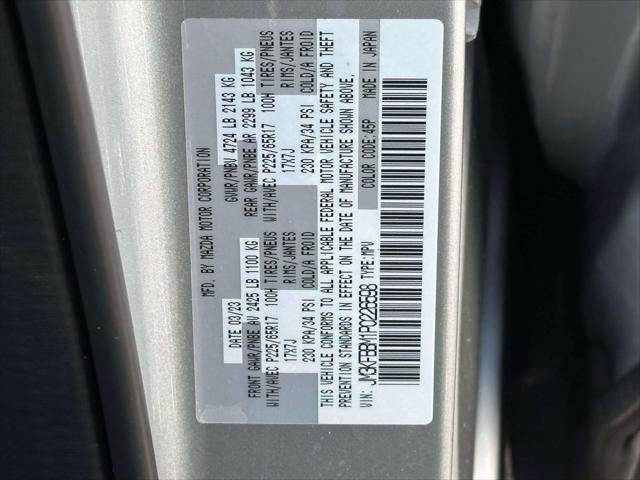 MFD. BY MAZDA MOTOR CORPORATION
DATE 03/23 GVWR/PNBV 4724 LB 2143 KG
FRONT GAWR/PNBE AV 2425 LB 1100 KG REAR GAWR/PNBE AR 2299 LB 1043 KG
WITH/AVEC P225/65R17 100H TIRES/PNEUS WITH/AVEC P225/65R17 100H TIRES/PNEUS
17X7J RIMS/JANTES 17X7J RIMS/JANTES
230 KPA/34 PSI COLD/A FROID 230 KPA/34 PSI COLD/A FROID
THIS VEHICLE CONFORMS TO ALL APPLICABLE FEDERAL MOTOR VEHICLE SAFETY AND THEFT
PREVENTION STANDARDS IN EFFECT ON THE DATE OF MANUFACTURE SHOWN ABOVE.
VIN: JM3KFBBM1P0226598 TYPE:MPV COLOR CODE:45P MADE IN JAPAN